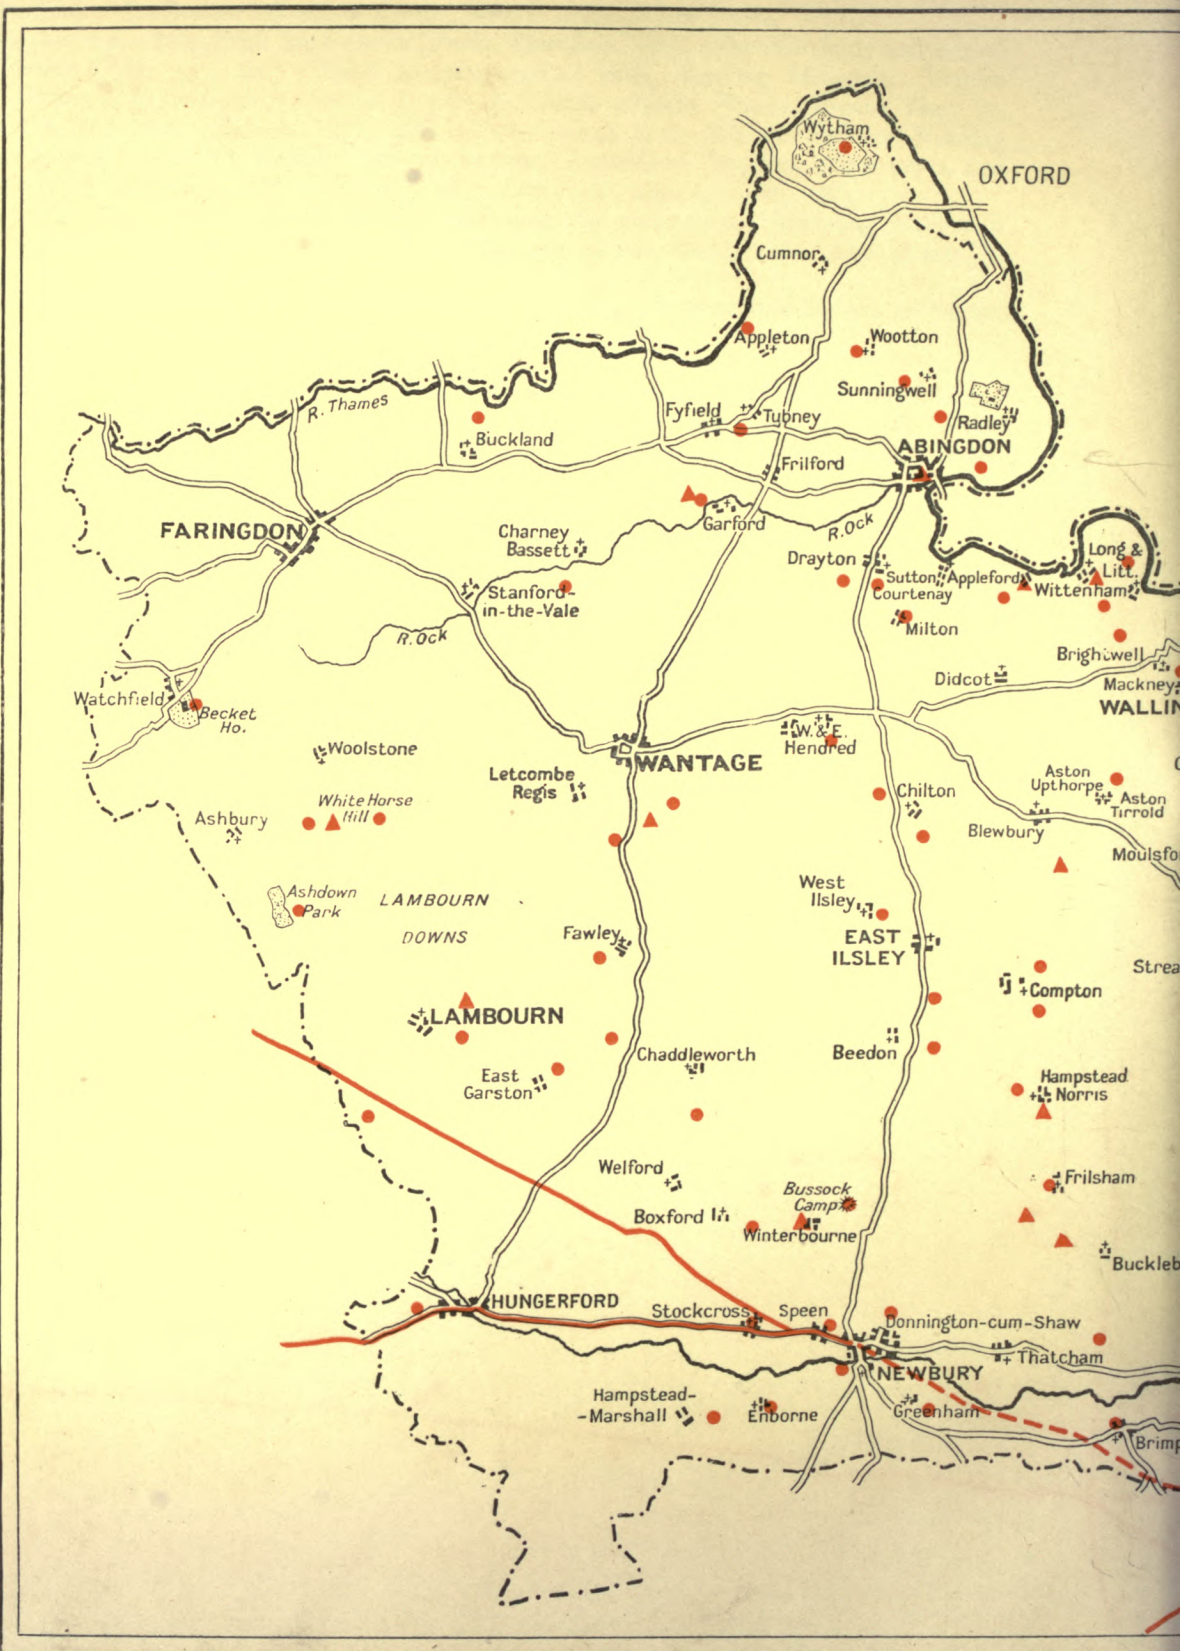 Wytham
OXFORD
Cumnor
Appleton
Wootton
Sunningwell
R. Thames
Fyfield
Tubney
Radley
Buckland
ABINGDON
Frilford
FARINGDON
Garford
R. Ock
Charney
Bassett
Drayton
Long &
Litt.
Wittenham
Sutton
Courtenay
Appleford
Stanford-
in-the-Vale
Milton
R. Ock
Brightwell
Didcot
Mackney
WALLIN
Watchfield
Becket
Ho.
W. & E.
Hendred
Woolstone
WANTAGE
Letcombe
Regis
Aston
Upthorpe
Aston
Tirrold
Chilton
White Horse
Hill
Ashbury
Blewbury
Moulsfo
Ashdown
Park
LAMBOURN
DOWNS
West
Ilsley
Fawley
EAST
ILSLEY
Strea
Compton
LAMBOURN
Chaddleworth
Beedon
East
Garston
Hampstead
Norris
Welford
Frilsham
Bussock
Camp
Boxford
Winterbourne
Buckleb
HUNGERFORD
Stockcross
Speen
Donnington-cum-Shaw
Thatcham
NEWBURY
Hampstead-
-Marshall
Enborne
Greenham
Brimp